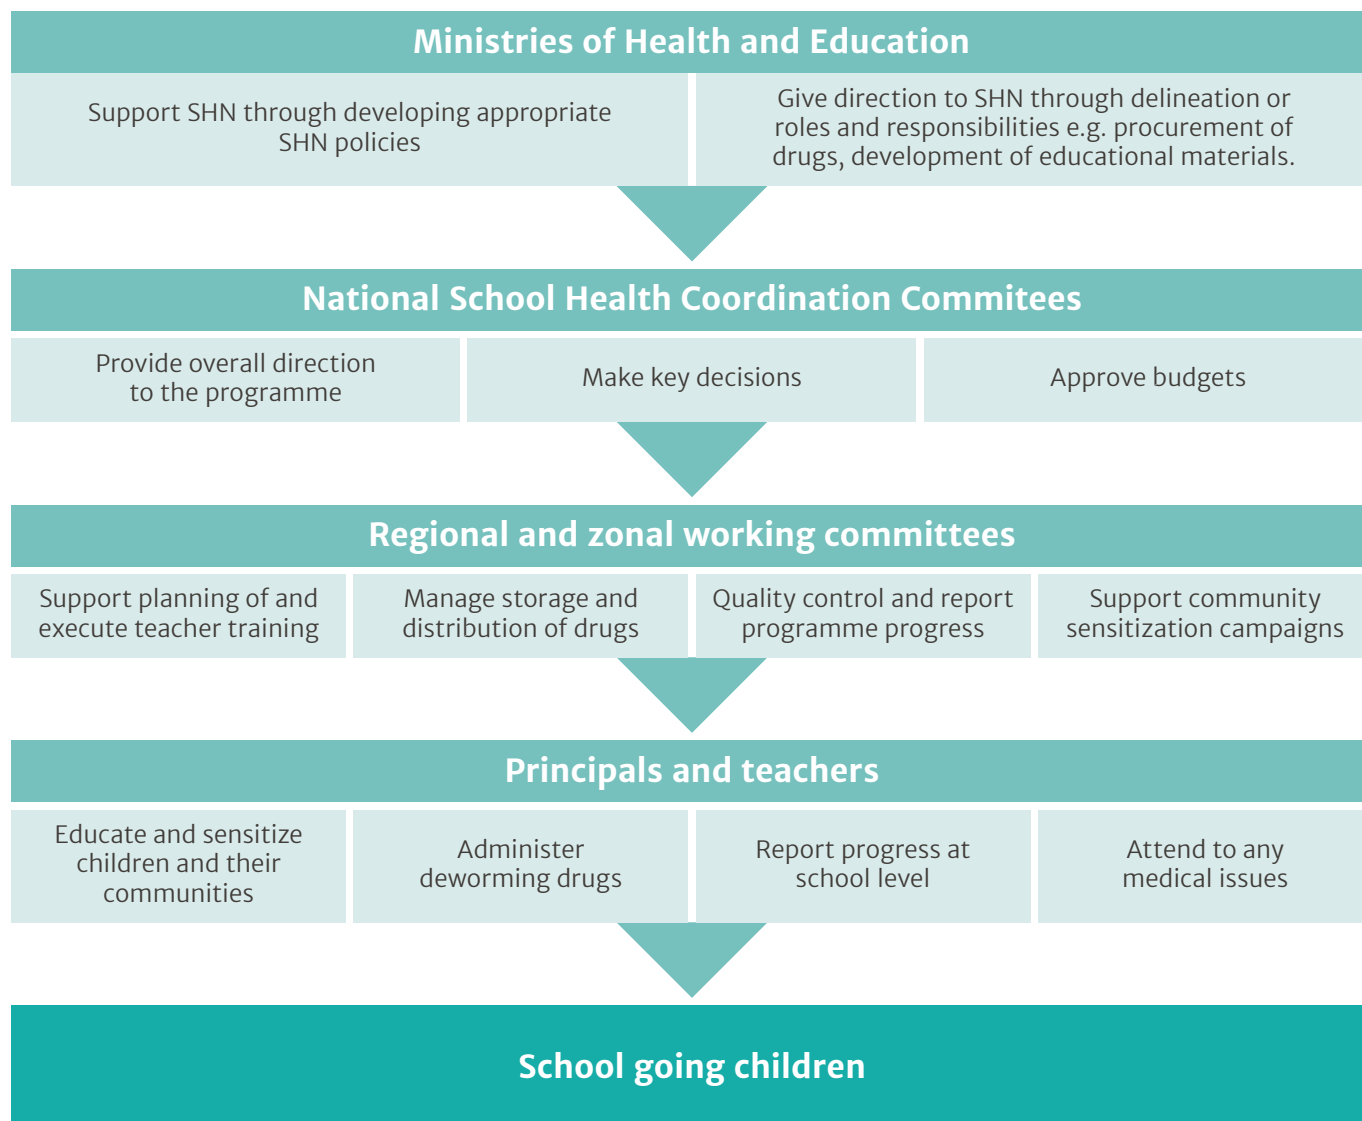 Ministries of Health and Education
Support SHN through developing appropriate
SHN policies
Give direction to SHN through delineation or
roles and responsibilities e.g. procurement of
drugs, development of educational materials.
National School Health Coordination Commitees
Provide overall direction
to the programme
Make key decisions
Approve budgets
Regional and zonal working committees
Support planning of and
execute teacher training
Manage storage and
distribution of drugs
Quality control and report
programme progress
Support community
sensitization campaigns
Principals and teachers
Educate and sensitize
children and their
communities
Administer
deworming drugs
Report progress at
school level
Attend to any
medical issues
School going children